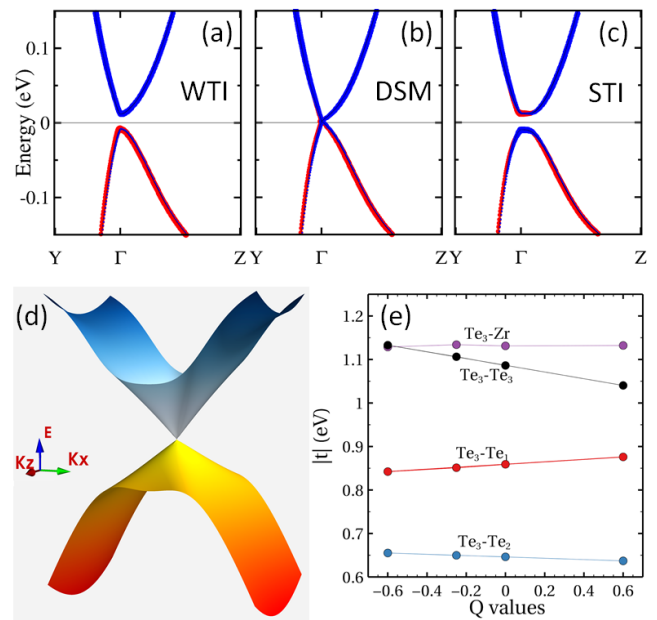 (a)
(b)
(c)
WTI
DSM
STI
Energy (eV)
0.1
0
-0.1
Y
Γ
Z
Y
Γ
Z
Y
Γ
Z
(d)
E
Kz
Kx
(e)
|t| (eV)
1.2
1.1
1
0.9
0.8
0.7
0.6
Te₃-Zr
Te₃-Te₃
Te₃-Te₁
Te₃-Te₂
−0.6
−0.4
−0.2
0
0.2
0.4
0.6
Q values